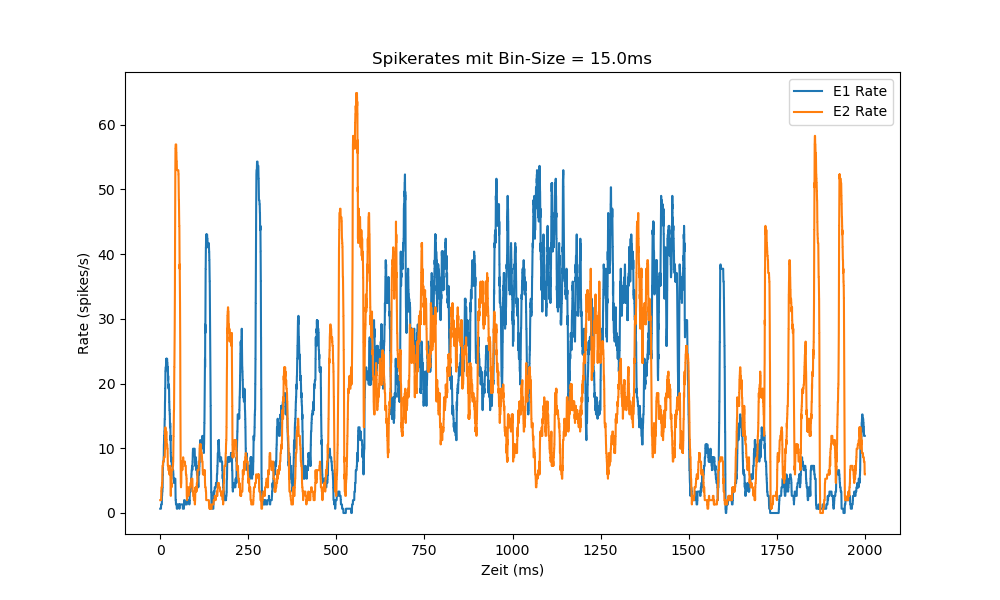 Spikerates mit Bin-Size = 15.0ms
E1 Rate
E2 Rate
Rate (spikes/s)
60
50
40
30
20
10
0
0 250 500 750 1000 1250 1500 1750 2000
Zeit (ms)